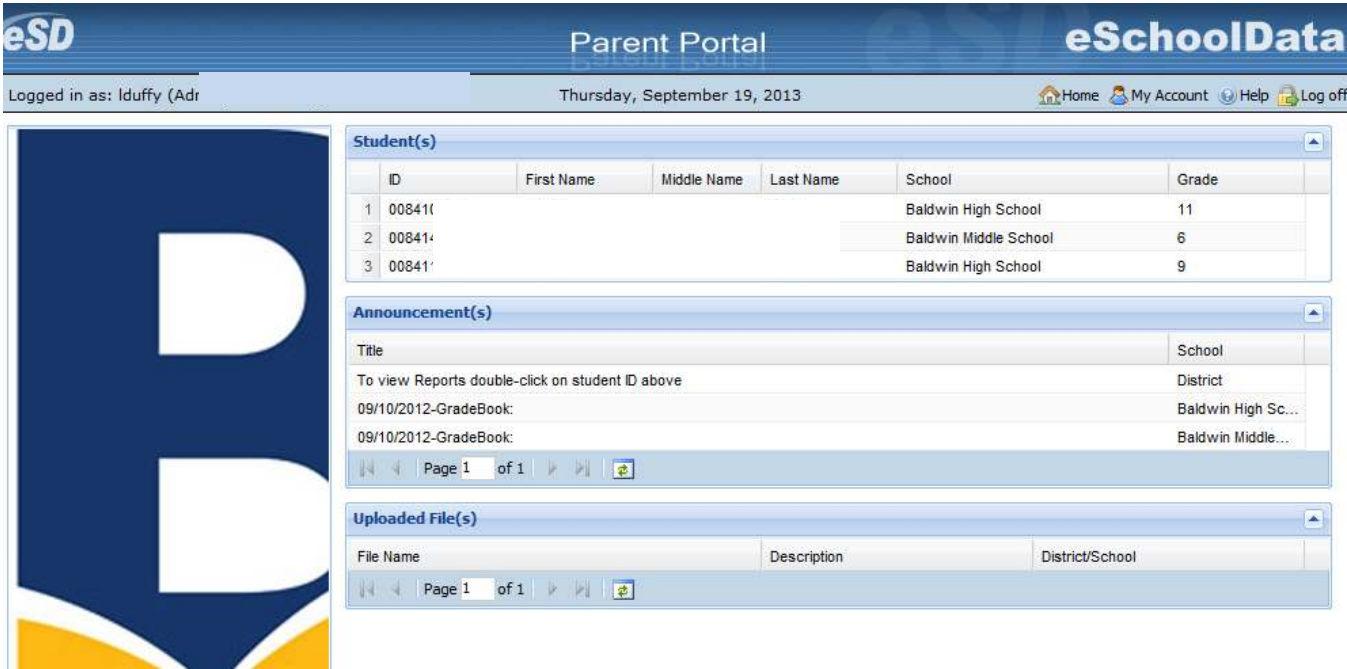 eSD Parent Portal eSchoolData
Logged in as: lduffy (Adr Thursday, September 19, 2013 Home My Account Help Log off
Student(s)
ID First Name Middle Name Last Name School Grade
1 00841 Baldwin High School 11
2 00841 Baldwin Middle School 6
3 00841 Baldwin High School 9
Announcement(s)
Title School
To view Reports double-click on student ID above District
09/10/2012-GradeBook: Baldwin High Sc...
09/10/2012-GradeBook: Baldwin Middle...
Page 1 of 1
Uploaded File(s)
File Name Description District/School
Page 1 of 1
B